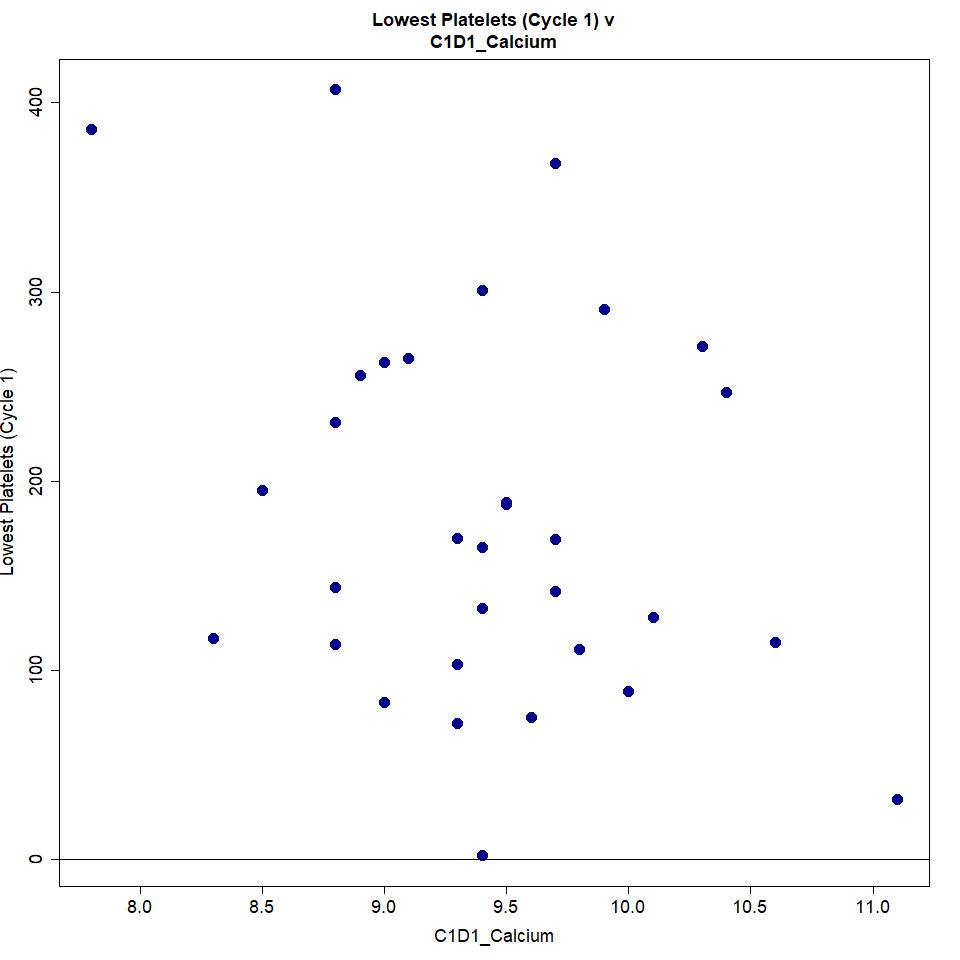 Lowest Platelets (Cycle 1) v
C1D1_Calcium
400
300
200
100
0
Lowest Platelets (Cycle 1)
8.0 8.5 9.0 9.5 10.0 10.5 11.0
C1D1_Calcium